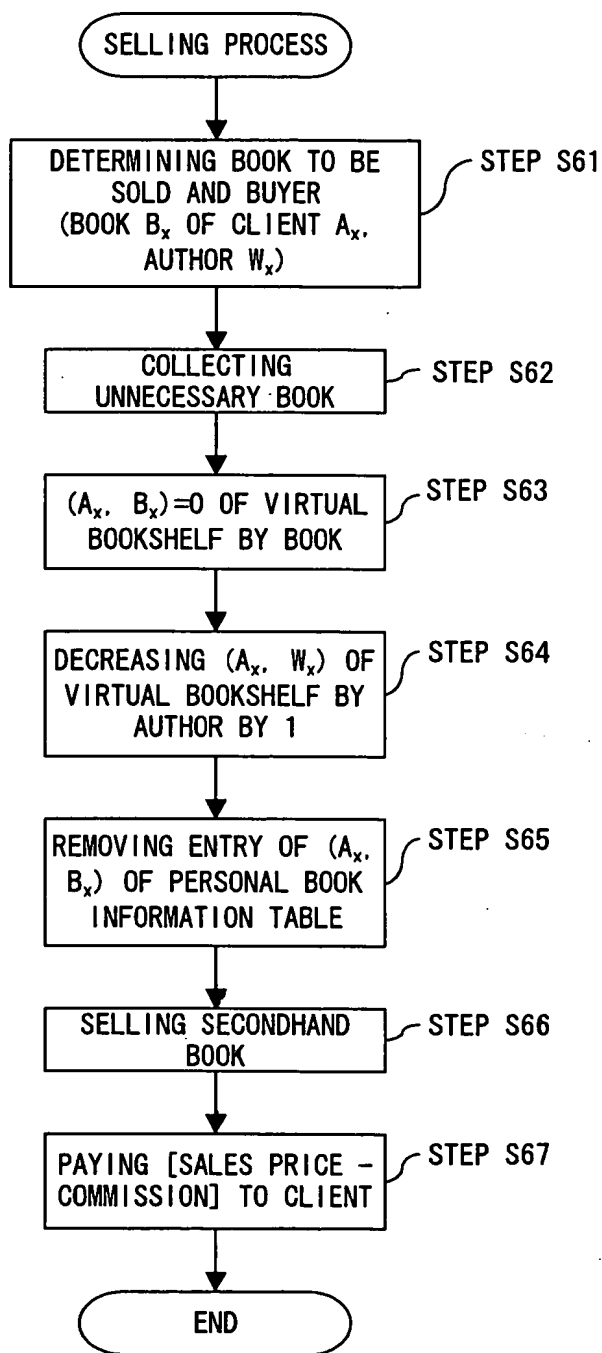 SELLING PROCESS
DETERMINING BOOK TO BE
SOLD AND BUYER
(BOOK Bx OF CLIENT Ax,
AUTHOR Wx)
STEP S61
COLLECTING
UNNECESSARY BOOK
STEP S62
(Ax, Bx)=0 OF VIRTUAL
BOOKSHELF BY BOOK
STEP S63
DECREASING (Ax, Wx) OF
VIRTUAL BOOKSHELF BY
AUTHOR BY 1
STEP S64
REMOVING ENTRY OF (Ax,
Bx) OF PERSONAL BOOK
INFORMATION TABLE
STEP S65
SELLING SECONDHAND
BOOK
STEP S66
PAYING [SALES PRICE –
COMMISSION] TO CLIENT
STEP S67
END